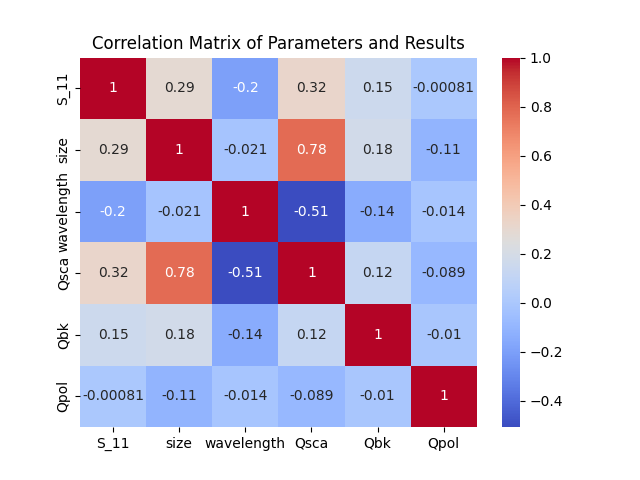 Correlation Matrix of Parameters and Results
S_11 1 0.29 -0.2 0.32 0.15 -0.00081
size 0.29 1 -0.021 0.78 0.18 -0.11
wavelength -0.2 -0.021 1 -0.51 -0.14 -0.014
Qsca 0.32 0.78 -0.51 1 0.12 -0.089
Qbk 0.15 0.18 -0.14 0.12 1 -0.01
Qpol -0.00081 -0.11 -0.014 -0.089 -0.01 1
S_11 size wavelength Qsca Qbk Qpol
1.0
0.8
0.6
0.4
0.2
0.0
−0.2
−0.4